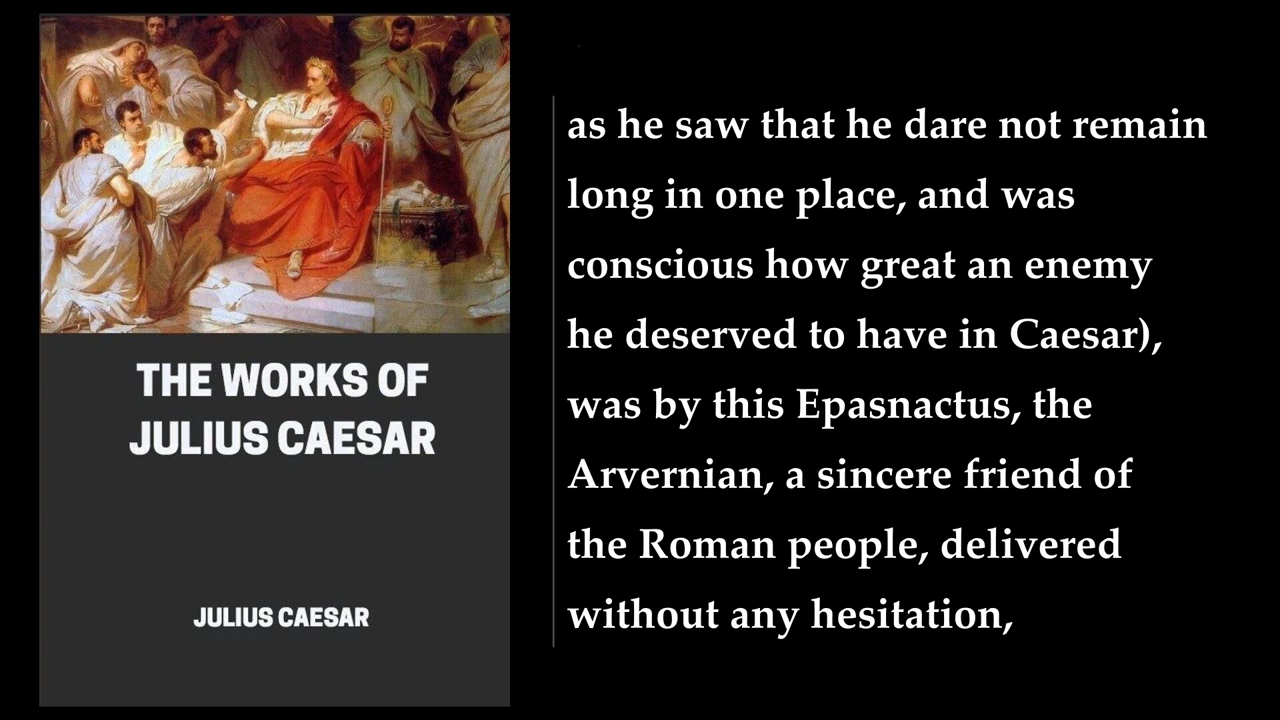 THE WORKS OF
JULIUS CAESAR
JULIUS CAESAR
as he saw that he dare not remain
long in one place, and was
conscious how great an enemy
he deserved to have in Caesar),
was by this Epasnactus, the
Arvernian, a sincere friend of
the Roman people, delivered
without any hesitation,